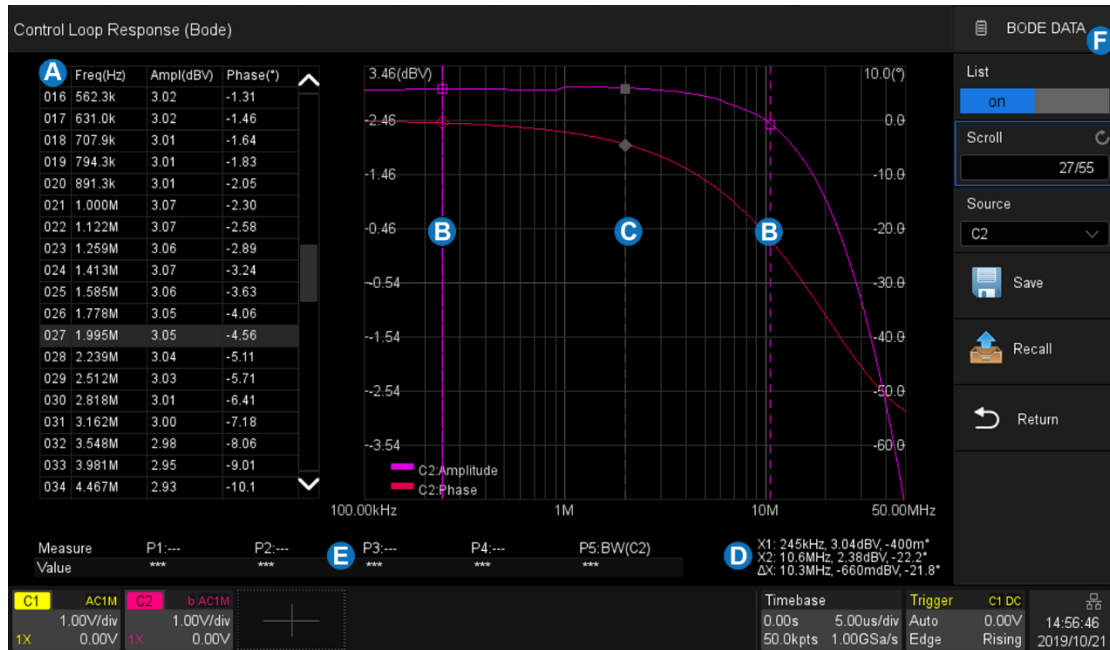 Control Loop Response (Bode)
BODE DATA
F
A
Freq(Hz) Ampl(dBV) Phase(°)
016 562.3k 3.02 -1.31
017 631.0k 3.02 -1.46
018 707.9k 3.01 -1.64
019 794.3k 3.01 -1.83
020 891.3k 3.01 -2.05
021 1.000M 3.07 -2.30
022 1.122M 3.07 -2.58
023 1.259M 3.06 -2.89
024 1.413M 3.07 -3.24
025 1.585M 3.06 -3.63
026 1.778M 3.05 -4.06
027 1.995M 3.05 -4.56
028 2.239M 3.04 -5.11
029 2.512M 3.03 -5.71
030 2.818M 3.01 -6.41
031 3.162M 3.00 -7.18
032 3.548M 2.98 -8.06
033 3.981M 2.95 -9.01
034 4.467M 2.93 -10.1
3.46(dBV) 10.0(°)
-2.46 0.0
-1.46 -10.0
-0.46 B C B -20.0
-0.54 -30.0
-1.54 -40.0
-2.54 -50.0
-3.54 -60.0
C2:Amplitude
C2:Phase
100.00kHz 1M 10M 50.00MHz
List
on
Scroll
27/55
Source
C2
Save
Recall
Return
Measure P1:--- P2:--- P3:--- P4:--- P5:BW(C2)
Value *** *** *** *** ***
E
D
X1: 245kHz, 3.04dBV, -400m°
X2: 10.6MHz, 2.38dBV, -22.2°
ΔX: 10.3MHz, -660mdBV, -21.8°
C1 AC1M
1.00V/div
1X 0.00V
C2 b AC1M
1.00V/div
1X 0.00V
Timebase
0.00s 5.00us/div
50.0kpts 1.00GSa/s
Trigger C1 DC
Auto 0.00V
Edge Rising
14:56:46
2019/10/21